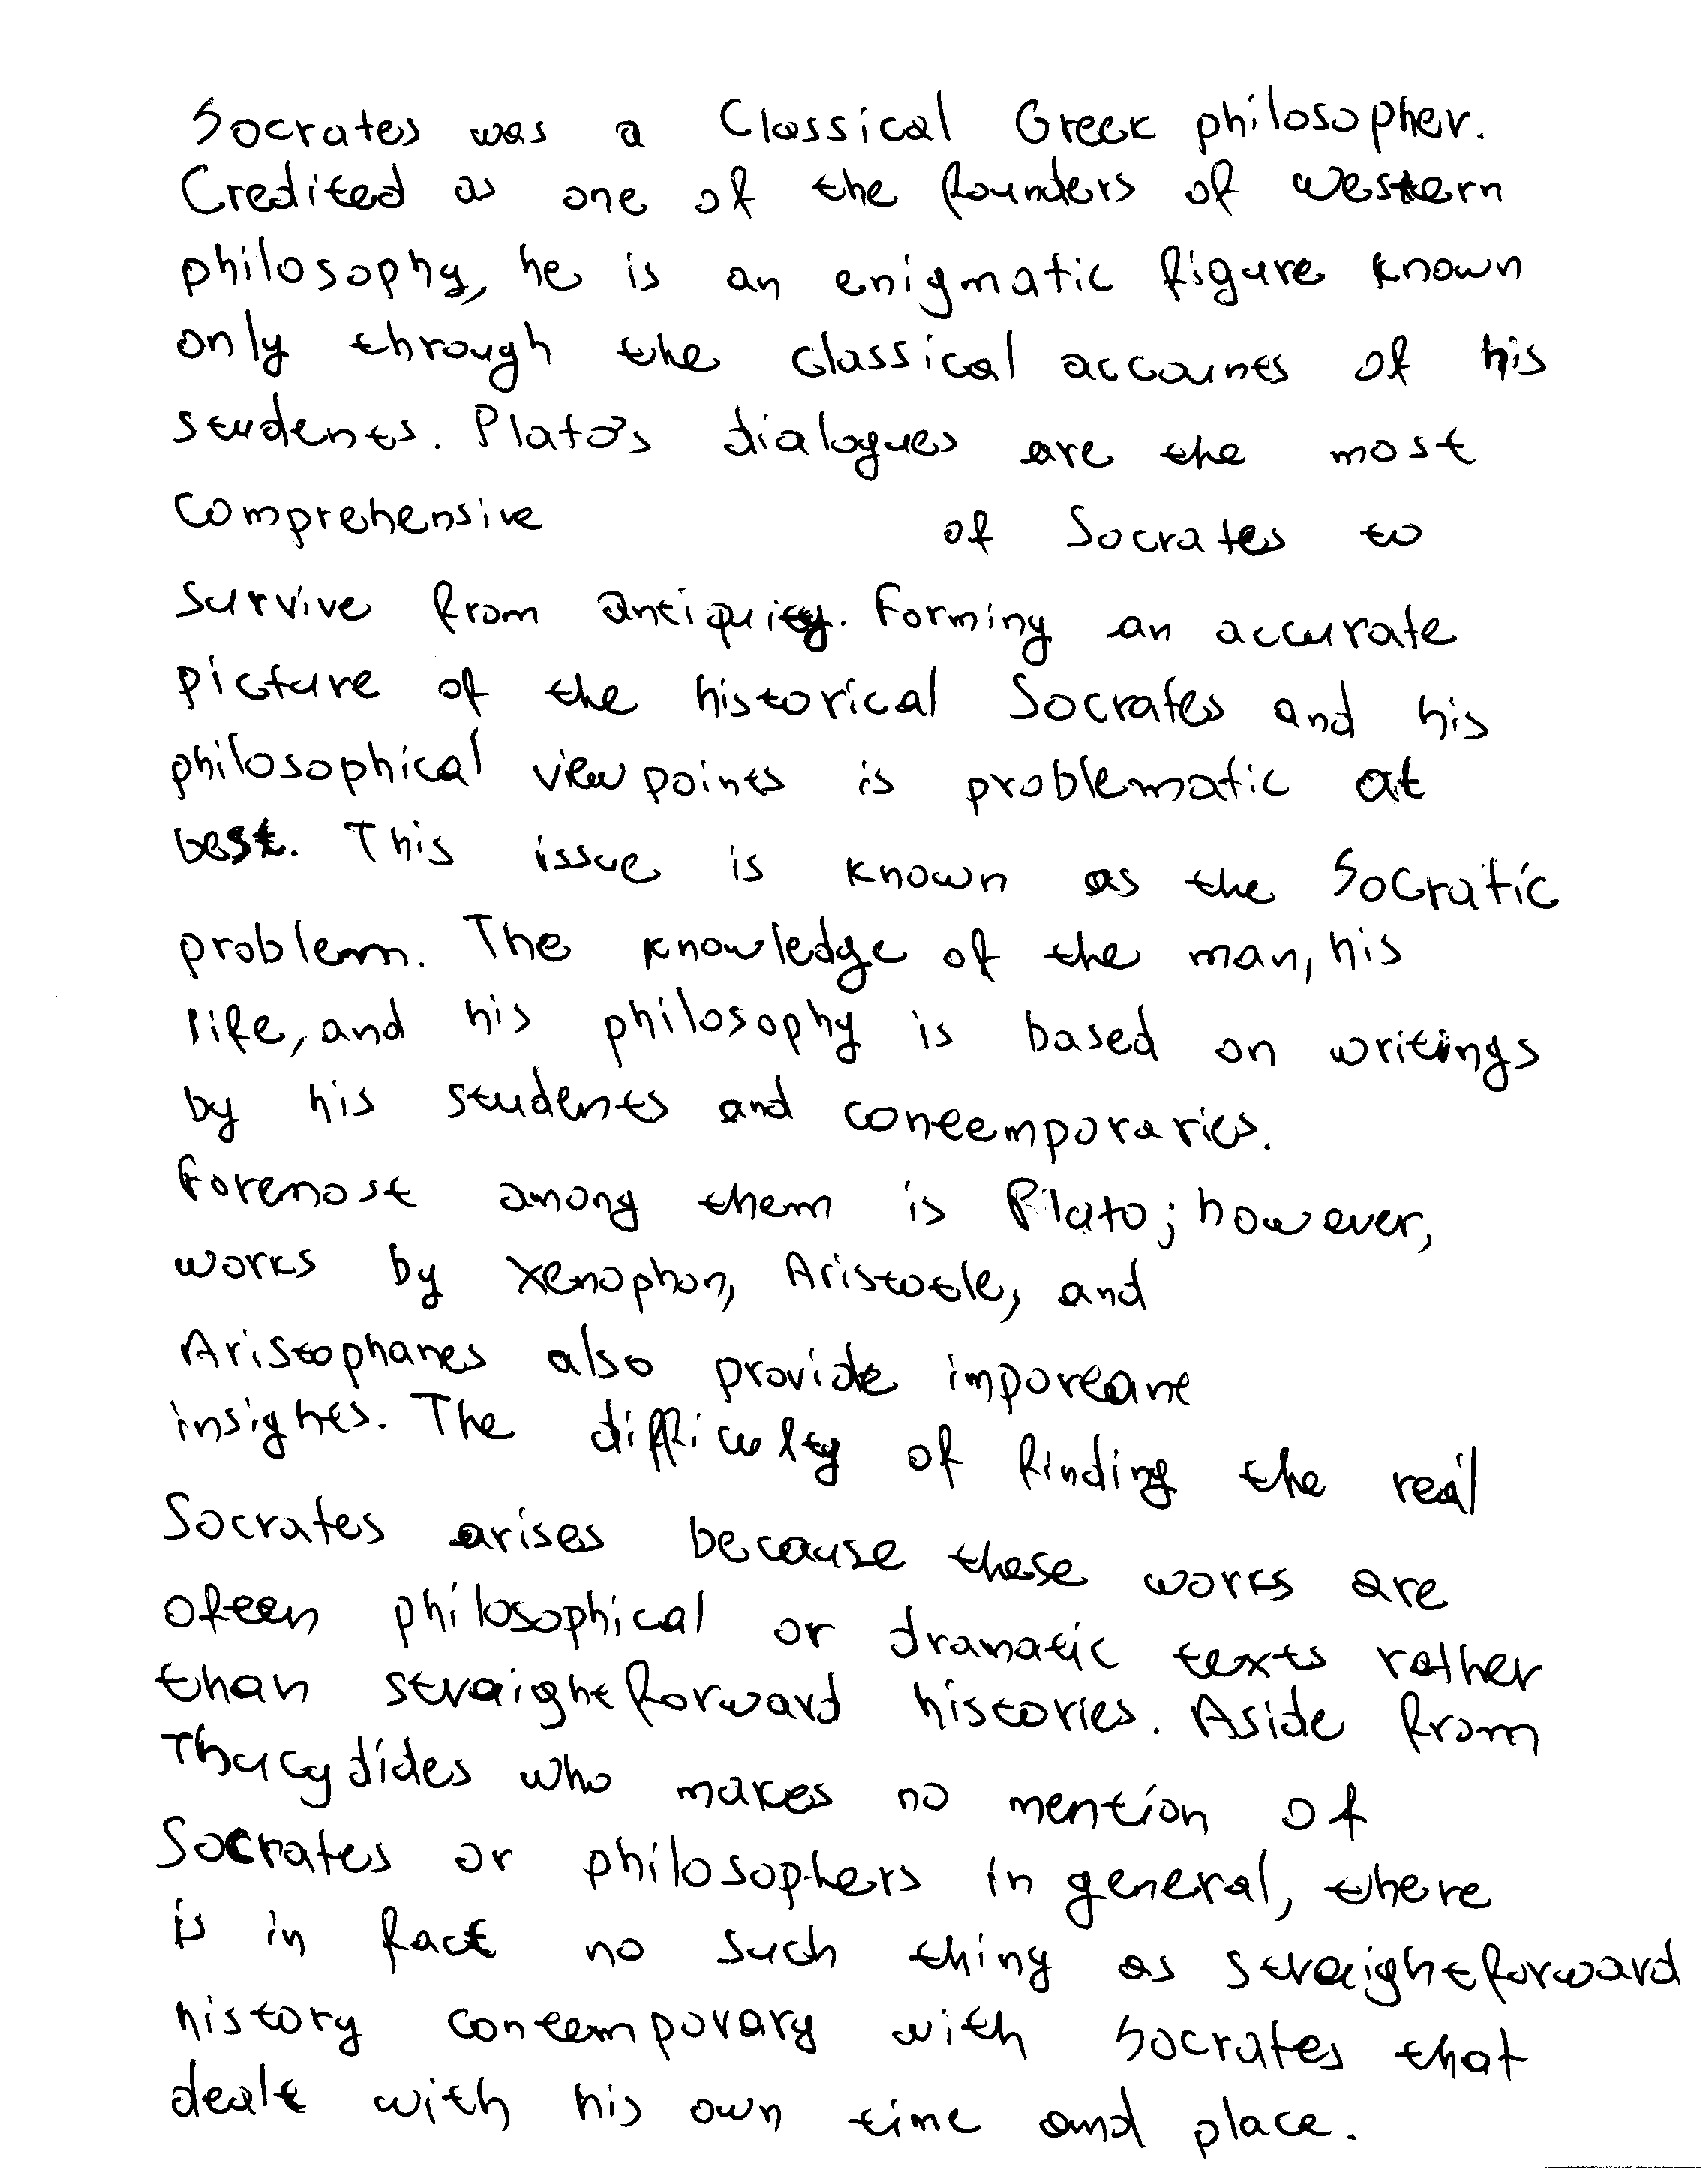 Socrates was a Classical Greek philosopher.
Credited as one of the founders of western
philosophy, he is an enigmatic figure known
only through the classical accounts of his
students. Plato's dialogues are the most
comprehensive of Socrates to
survive from antiquity. Forming an accurate
picture of the historical Socrates and his
philosophical viewpoints is problematic at
best. This issue is known as the Socratic
problem. The knowledge of the man, his
life, and his philosophy is based on writings
by his students and contemporaries.
Foremost among them is Plato; however,
works by Xenophon, Aristotle, and
Aristophanes also provide important
insights. The difficulty of finding the real
Socrates arises because these works are
often philosophical or dramatic texts rather
than straightforward histories. Aside from
Thucydides who makes no mention of
Socrates or philosophers in general, there
is in fact no such thing as straightforward
history contemporary with Socrates that
dealt with his own time and place.